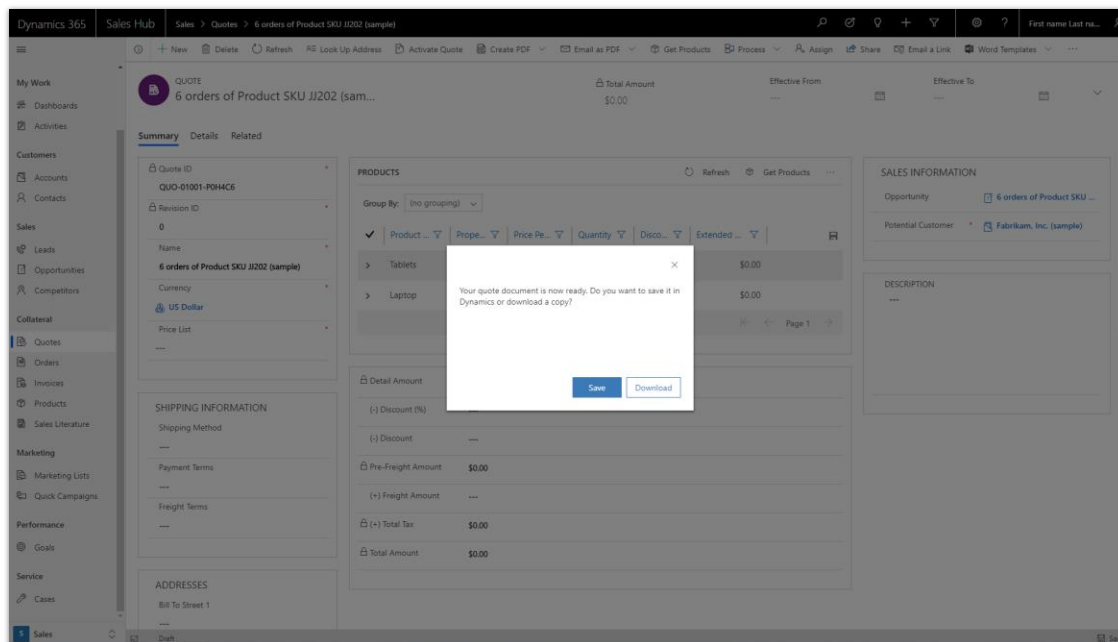 Dynamics 365 Sales Hub Sales > Quotes > 6 orders of Product SKU JJ202 (sample) First name Last na...
+ New Delete Refresh Look Up Address Activate Quote Create PDF Email as PDF Get Products Process Assign Share Email a Link Word Templates ...
My Work
Dashboards
Activities
Customers
Accounts
Contacts
Sales
Leads
Opportunities
Competitors
Collateral
Quotes
Orders
Invoices
Products
Sales Literature
Marketing
Marketing Lists
Quick Campaigns
Performance
Goals
Service
Cases
S Sales
QUOTE
6 orders of Product SKU JJ202 (sam...
Total Amount
$0.00
Effective From
---
Effective To
---
Summary Details Related
Quote ID *
QUO-01001-P0H4C6
Revision ID *
0
Name *
6 orders of Product SKU JJ202 (sample)
Currency *
US Dollar
Price List *
---
SHIPPING INFORMATION
Shipping Method
---
Payment Terms
---
Freight Terms
---
ADDRESSES
Bill To Street 1
---
PRODUCTS Refresh Get Products ...
Group By: (no grouping)
Product ... Prope... Price Pe... Quantity Disco... Extended ...
> Tablets $0.00
> Laptop $0.00
Page 1
Your quote document is now ready. Do you want to save it in
Dynamics or download a copy?
Save Download
Detail Amount
(-) Discount (%) ---
(-) Discount ---
Pre-Freight Amount $0.00
(+) Freight Amount ---
(+) Total Tax $0.00
Total Amount $0.00
SALES INFORMATION
Opportunity 6 orders of Product SKU ...
Potential Customer * Fabrikam, Inc. (sample)
DESCRIPTION
---
Draft